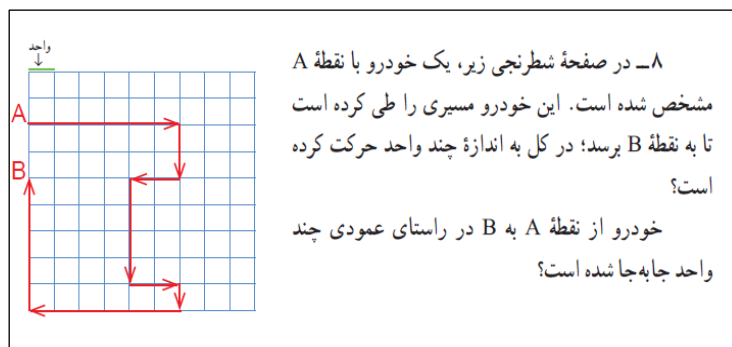 واحد
A
B
۸ــ در صفحهٔ شطرنجی زیر، یک خودرو با نقطهٔ A
مشخص شده است. این خودرو مسیری را طی کرده است
تا به نقطهٔ B برسد؛ در کل به اندازهٔ چند واحد حرکت کرده
است؟
خودرو از نقطهٔ A به B در راستای عمودی چند
واحد جابه‌جا شده است؟